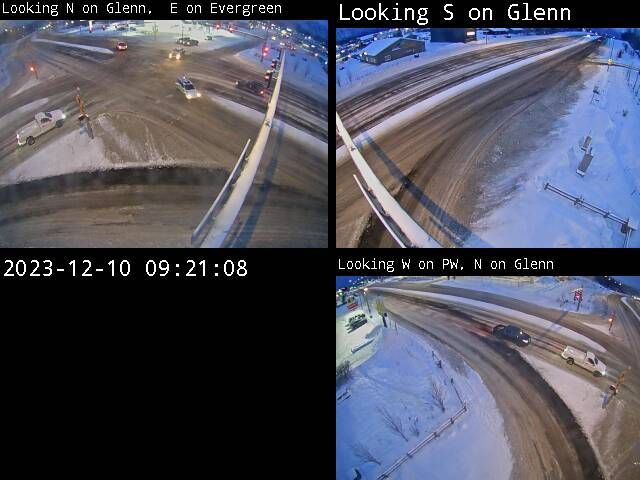 Looking N on Glenn,  E on Evergreen
Looking S on Glenn
2023-12-10 09:21:08
Looking W on PW, N on Glenn